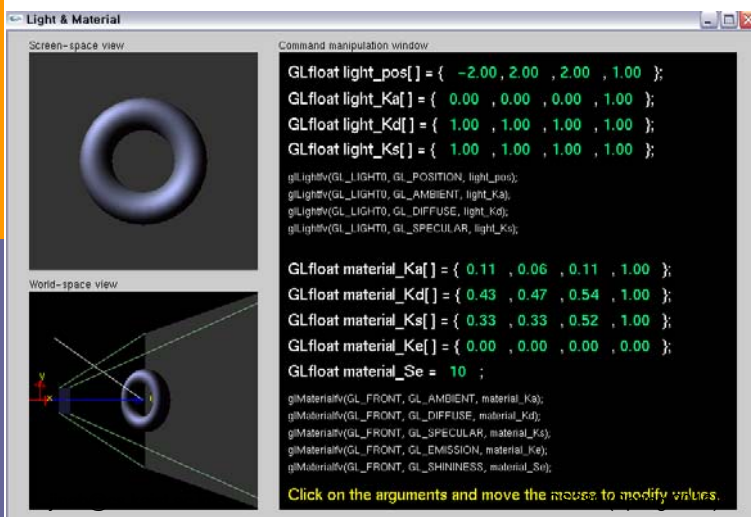 Light & Material
Screen-space view
Command manipulation window
GLfloat light_pos[ ] = { -2.00 , 2.00 , 2.00 , 1.00 };
GLfloat light_Ka[ ] = { 0.00 , 0.00 , 0.00 , 1.00 };
GLfloat light_Kd[ ] = { 1.00 , 1.00 , 1.00 , 1.00 };
GLfloat light_Ks[ ] = { 1.00 , 1.00 , 1.00 , 1.00 };
glLightfv(GL_LIGHT0, GL_POSITION, light_pos);
glLightfv(GL_LIGHT0, GL_AMBIENT, light_Ka);
glLightfv(GL_LIGHT0, GL_DIFFUSE, light_Kd);
glLightfv(GL_LIGHT0, GL_SPECULAR, light_Ks);
GLfloat material_Ka[ ] = { 0.11 , 0.06 , 0.11 , 1.00 };
GLfloat material_Kd[ ] = { 0.43 , 0.47 , 0.54 , 1.00 };
GLfloat material_Ks[ ] = { 0.33 , 0.33 , 0.52 , 1.00 };
GLfloat material_Ke[ ] = { 0.00 , 0.00 , 0.00 , 0.00 };
GLfloat material_Se = 10 ;
glMaterialfv(GL_FRONT, GL_AMBIENT, material_Ka);
glMaterialfv(GL_FRONT, GL_DIFFUSE, material_Kd);
glMaterialfv(GL_FRONT, GL_SPECULAR, material_Ks);
glMaterialfv(GL_FRONT, GL_EMISSION, material_Ke);
glMaterialfv(GL_FRONT, GL_SHININESS, material_Se);
Click on the arguments and move the mouse to modify values.
World-space view
y
x